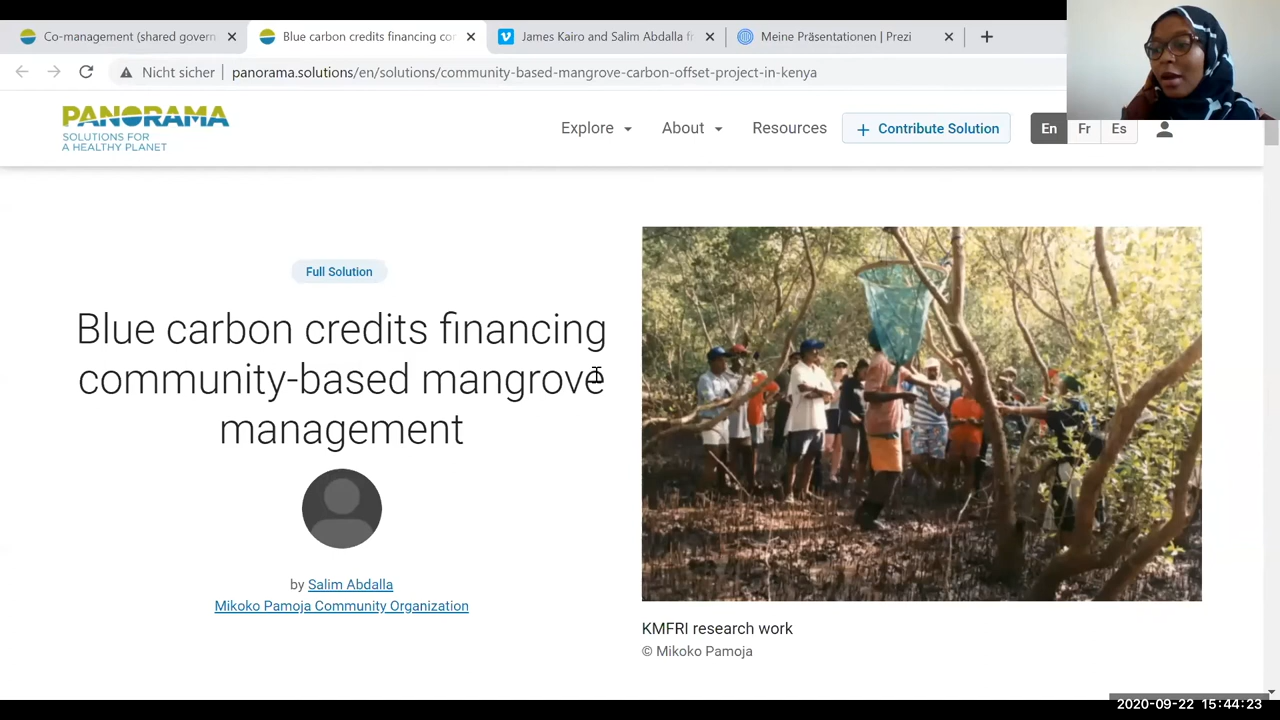 Co-management (shared govern
Blue carbon credits financing co
James Kairo and Salim Abdalla fi
Meine Präsentationen | Prezi
Nicht sicher
panorama.solutions/en/solutions/community-based-mangrove-carbon-offset-project-in-kenya
PANORAMA
SOLUTIONS FOR
A HEALTHY PLANET
Explore
About
Resources
+ Contribute Solution
En
Fr
Es
Full Solution
Blue carbon credits financing
community-based mangrove
management
by Salim Abdalla
Mikoko Pamoja Community Organization
KMFRI research work
© Mikoko Pamoja
2020-09-22 15:44:23